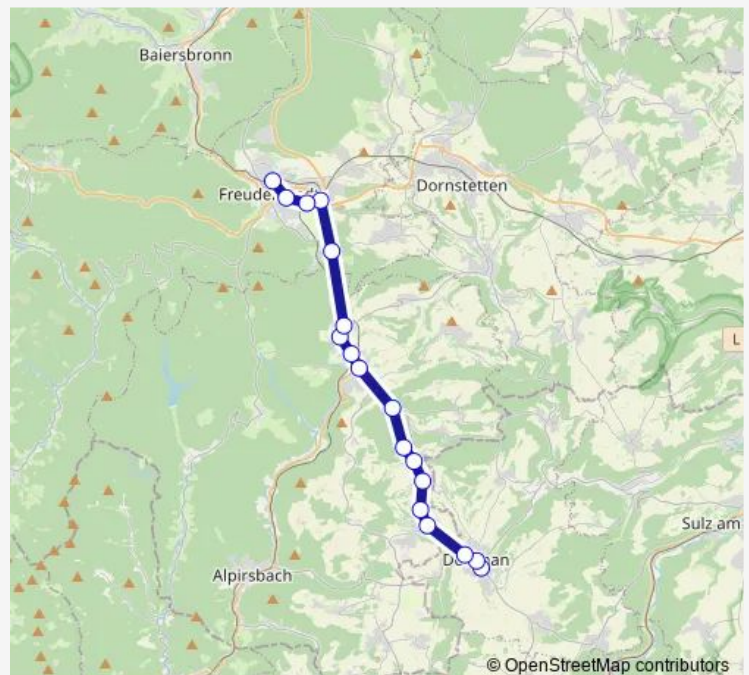 Baiersbronn
Dornstetten
L
Sulz am
Alpirsbach
© OpenStreetMap contributors